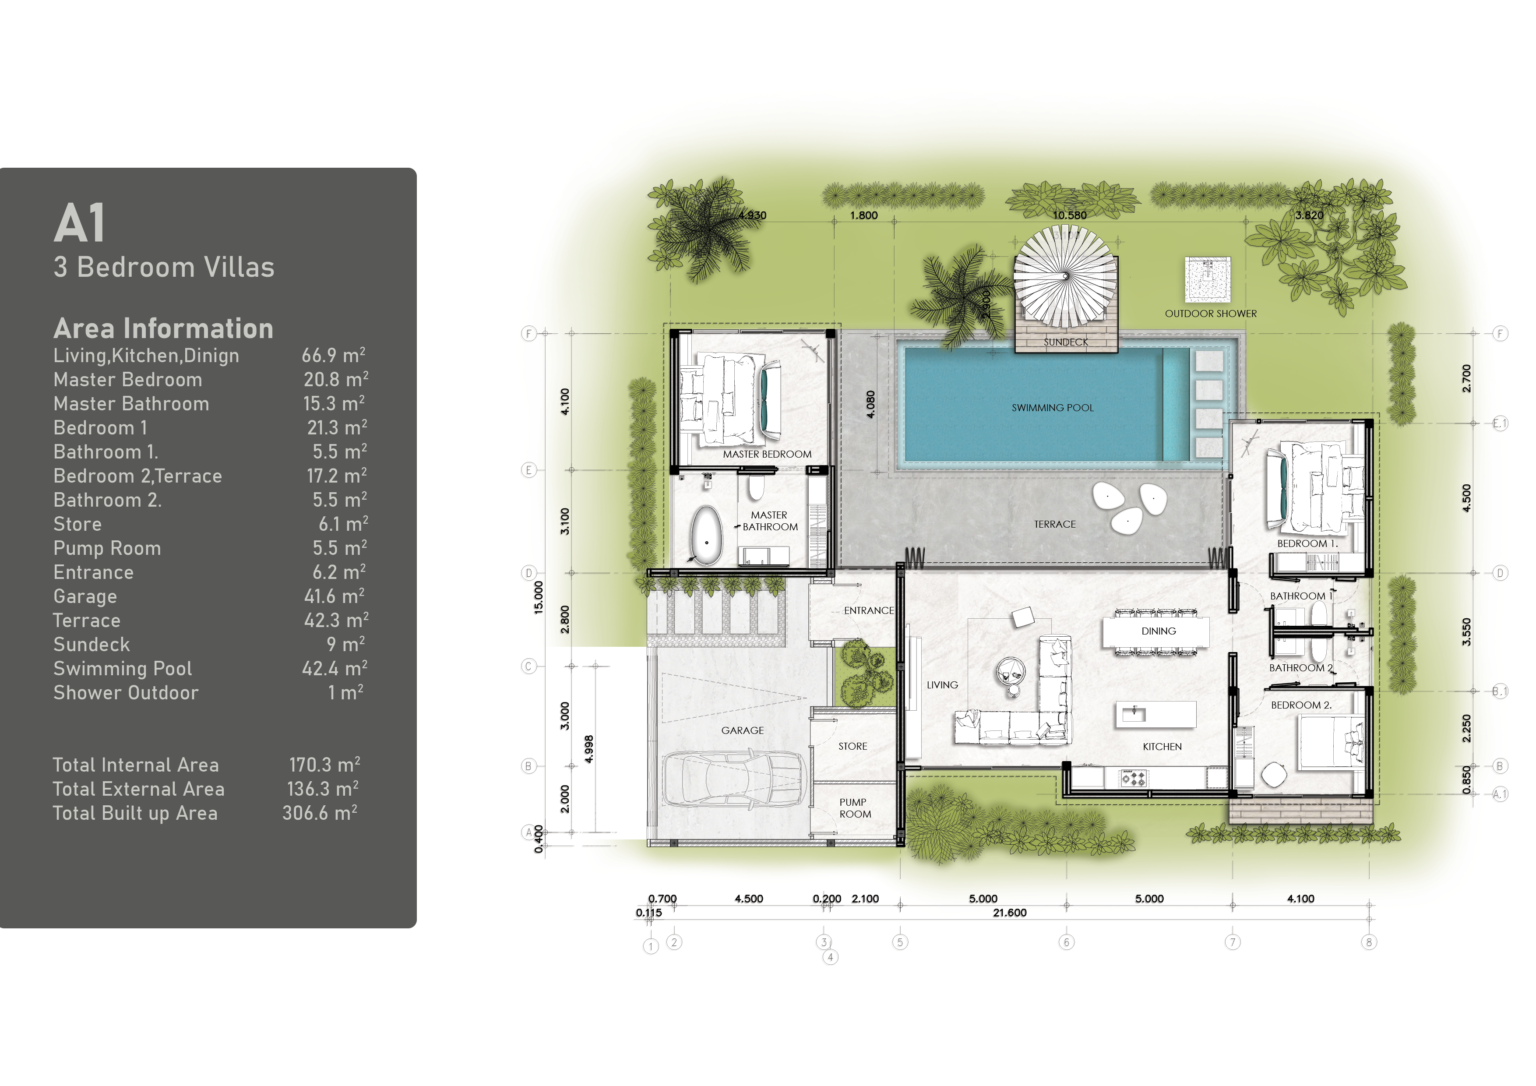 A1
3 Bedroom Villas
Area Information
Living,Kitchen,Dinign 66.9 m²
Master Bedroom 20.8 m²
Master Bathroom 15.3 m²
Bedroom 1 21.3 m²
Bathroom 1. 5.5 m²
Bedroom 2,Terrace 17.2 m²
Bathroom 2. 5.5 m²
Store 6.1 m²
Pump Room 5.5 m²
Entrance 6.2 m²
Garage 41.6 m²
Terrace 42.3 m²
Sundeck 9 m²
Swimming Pool 42.4 m²
Shower Outdoor 1 m²
Total Internal Area 170.3 m²
Total External Area 136.3 m²
Total Built up Area 306.6 m²
4.930 1.800 10.580 3.820
2.900
OUTDOOR SHOWER
SUNDECK
F F
4.100
4.080
2.700
SWIMMING POOL
E.1
MASTER BEDROOM
E
3.100
MASTER
BATHROOM
TERRACE
4.500
BEDROOM 1.
D D
15.000
2.800
ENTRANCE
BATHROOM 1
DINING
3.550
C
BATHROOM 2
LIVING
B.1
BEDROOM 2.
3.000
4.998
GARAGE
STORE
KITCHEN
2.250
B B
0.850
A.1
2.000
PUMP
ROOM
A
0.400
0.700 4.500 0.200 2.100 5.000 5.000 4.100
0.115 21.600
1 2 3 4 5 6 7 8